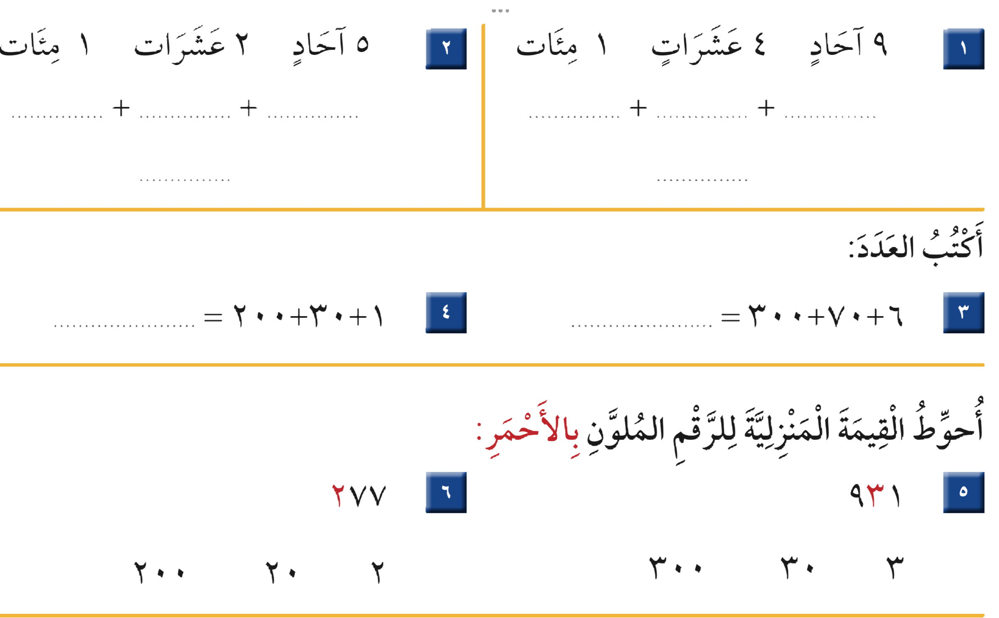 ١ ٩ آحَادٍ ٤ عَشَرَاتٍ ١ مِئَات
............... + ............... + ...............
...............
٢ ٥ آحَادٍ ٢ عَشَرَات ١ مِئَات
............... + ............... + ...............
...............
أَكْتُبُ العَدَدَ:
٣ ٦+٧٠+٣٠٠ = .......................
٤ ١+٣٠+٢٠٠ = .......................
أُحوِّطُ الْقِيمَةَ الْمَنْزِلِيَّةَ لِلرَّقْمِ المُلوَّنِ بِالأَحْمَرِ :
٥ ٩٣١
٣ ٣٠ ٣٠٠
٦ ٢٧٧
٢ ٢٠ ٢٠٠